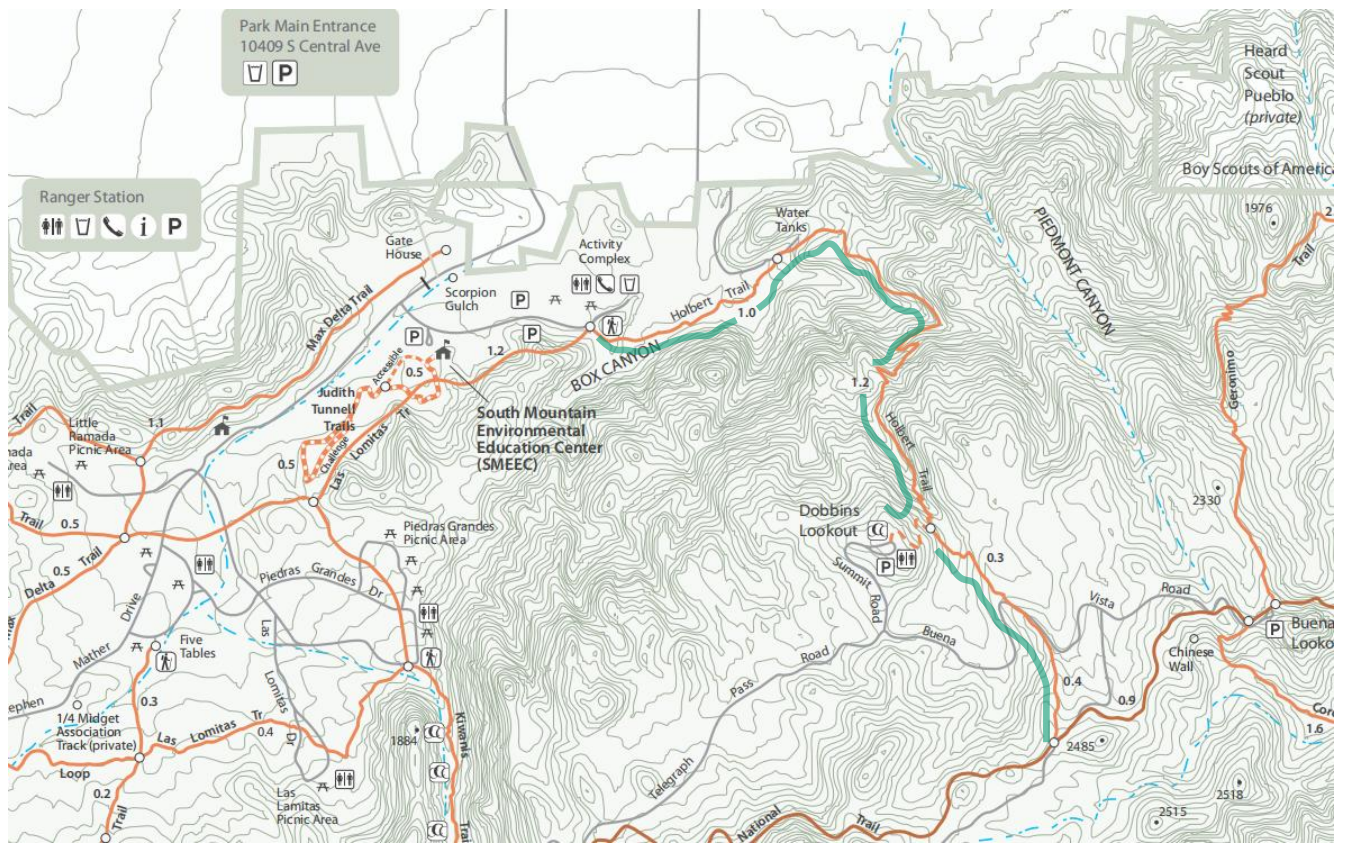 Park Main Entrance
10409 S Central Ave
P
Heard
Scout
Pueblo
(private)
Boy Scouts of America
Ranger Station
i P
1976
2
Trail
PIEDMONT CANYON
Water
Tanks
Gate
House
Activity
Complex
Scorpion
Gulch
Max Delta Trail
P
P
P
Holbert Trail
1.0
BOX CANYON
1.2
Accessible
0.5
Judith
Tunnell
Trails
Challenge
0.5
Las Lomitas Tr
South Mountain
Environmental
Education Center
(SMEEC)
1.2
Holbert Trail
Geronimo
Trail
Little
Ramada
Picnic Area
1.1
Trail
0.5
Delta Trail
0.5
2330
Dobbins
Lookout
P
0.3
Piedras Grandes
Picnic Area
Piedras Grandes Dr
Summit Road
Buena Vista Road
P
Buena
Chinese
Wall
Mather Drive
Five
Tables
Las Lomitas Dr
Telegraph Pass Road
0.4
0.9
1.6
0.3
1/4 Midget
Association
Track (private)
Las Lomitas Tr
0.4
Loop
0.2
Trail
Las
Lamitas
Picnic Area
1884
Kiwanis
Trail
2485
National Trail
2515
2518